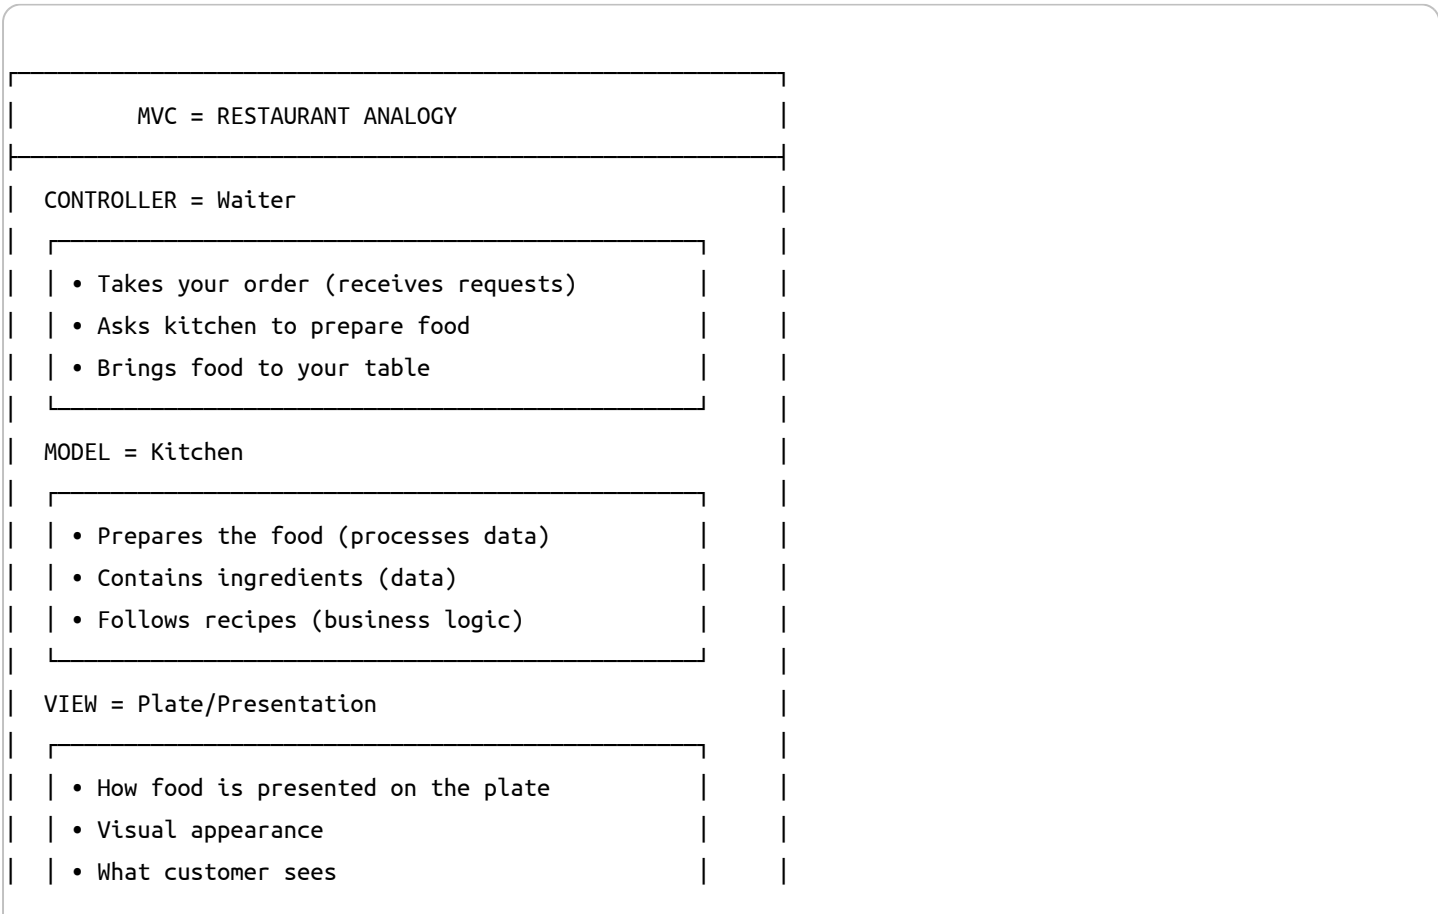 MVC = RESTAURANT ANALOGY
CONTROLLER = Waiter
• Takes your order (receives requests)
• Asks kitchen to prepare food
• Brings food to your table
MODEL = Kitchen
• Prepares the food (processes data)
• Contains ingredients (data)
• Follows recipes (business logic)
VIEW = Plate/Presentation
• How food is presented on the plate
• Visual appearance
• What customer sees